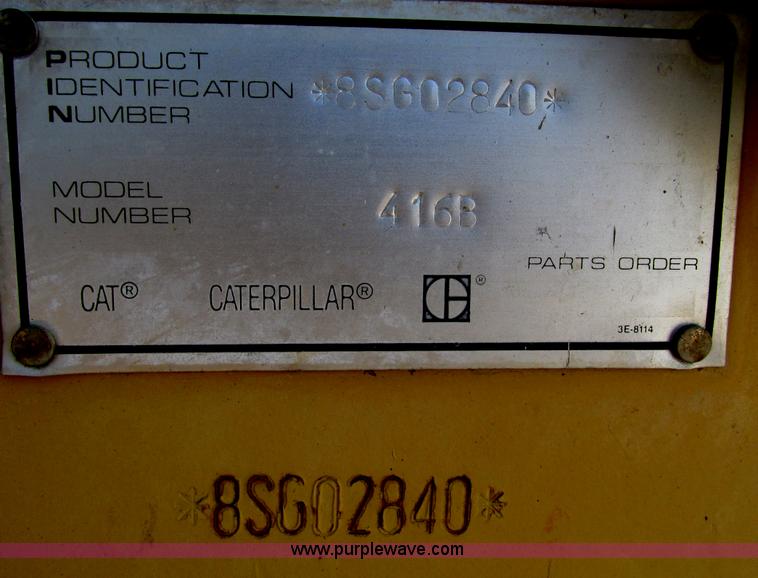 PRODUCT
IDENTIFICATION
NUMBER
*8SG02840*
MODEL
NUMBER
416B
PARTS ORDER
CAT®
CATERPILLAR®
®
3E-8114
*8SG02840*
www.purplewave.com